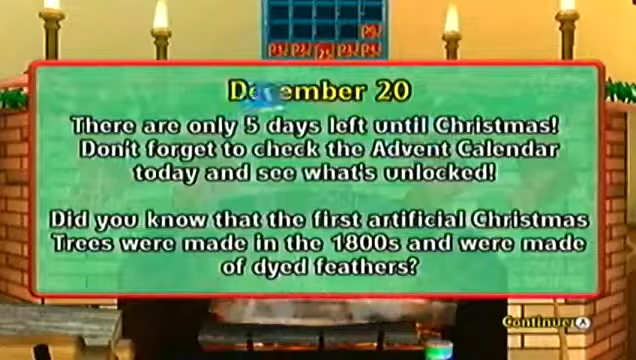 December 20
There are only 5 days left until Christmas!
Don't forget to check the Advent Calendar
today and see what's unlocked!
Did you know that the first artificial Christmas
Trees were made in the 1800s and were made
of dyed feathers?
Continue: A